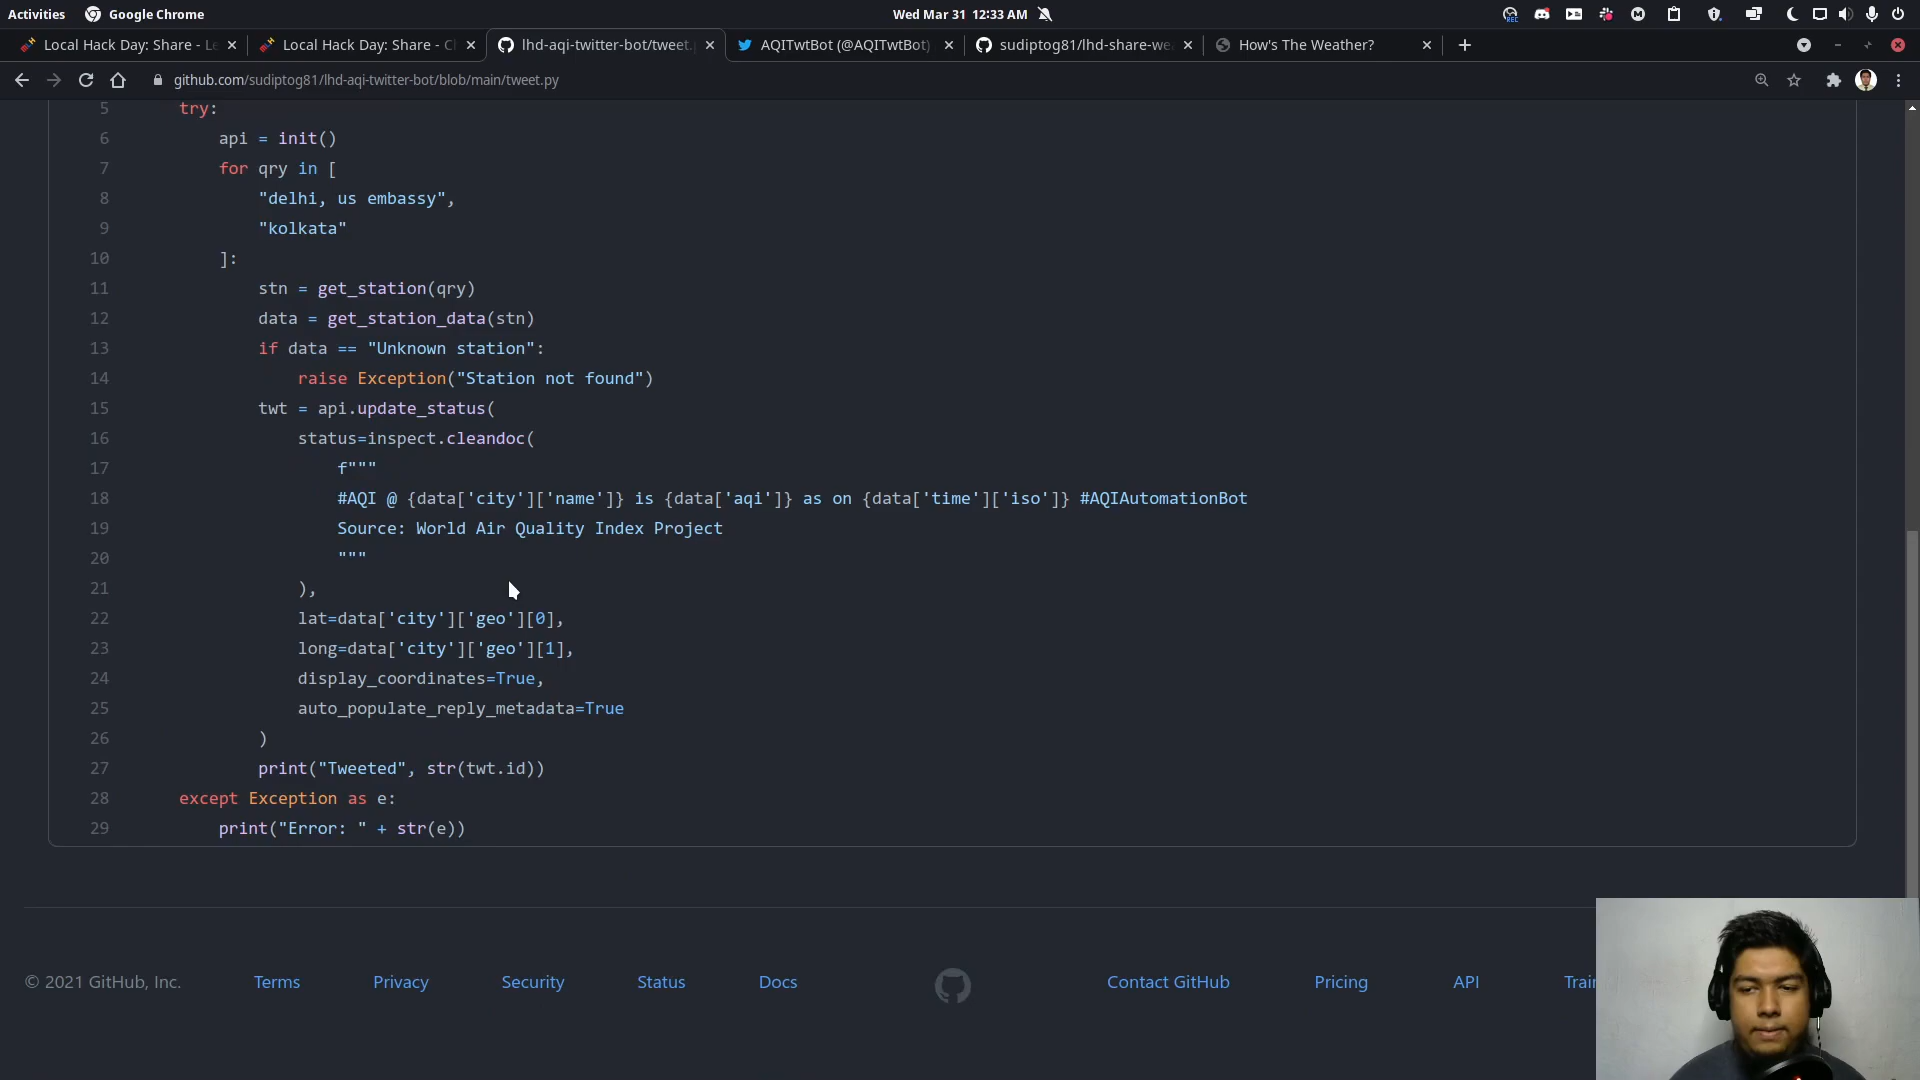 Activities Google Chrome Wed Mar 31 12:33 AM
Local Hack Day: Share - Le Local Hack Day: Share - C lhd-aqi-twitter-bot/tweet. AQITwtBot (@AQITwtBot) sudiptog81/lhd-share-wea How's The Weather?
github.com/sudiptog81/lhd-aqi-twitter-bot/blob/main/tweet.py
5 try:
6 api = init()
7 for qry in [
8 "delhi, us embassy",
9 "kolkata"
10 ]:
11 stn = get_station(qry)
12 data = get_station_data(stn)
13 if data == "Unknown station":
14 raise Exception("Station not found")
15 twt = api.update_status(
16 status=inspect.cleandoc(
17 f"""
18 #AQI @ {data['city']['name']} is {data['aqi']} as on {data['time']['iso']} #AQIAutomationBot
19 Source: World Air Quality Index Project
20 """
21 ),
22 lat=data['city']['geo'][0],
23 long=data['city']['geo'][1],
24 display_coordinates=True,
25 auto_populate_reply_metadata=True
26 )
27 print("Tweeted", str(twt.id))
28 except Exception as e:
29 print("Error: " + str(e))
© 2021 GitHub, Inc. Terms Privacy Security Status Docs Contact GitHub Pricing API Trai